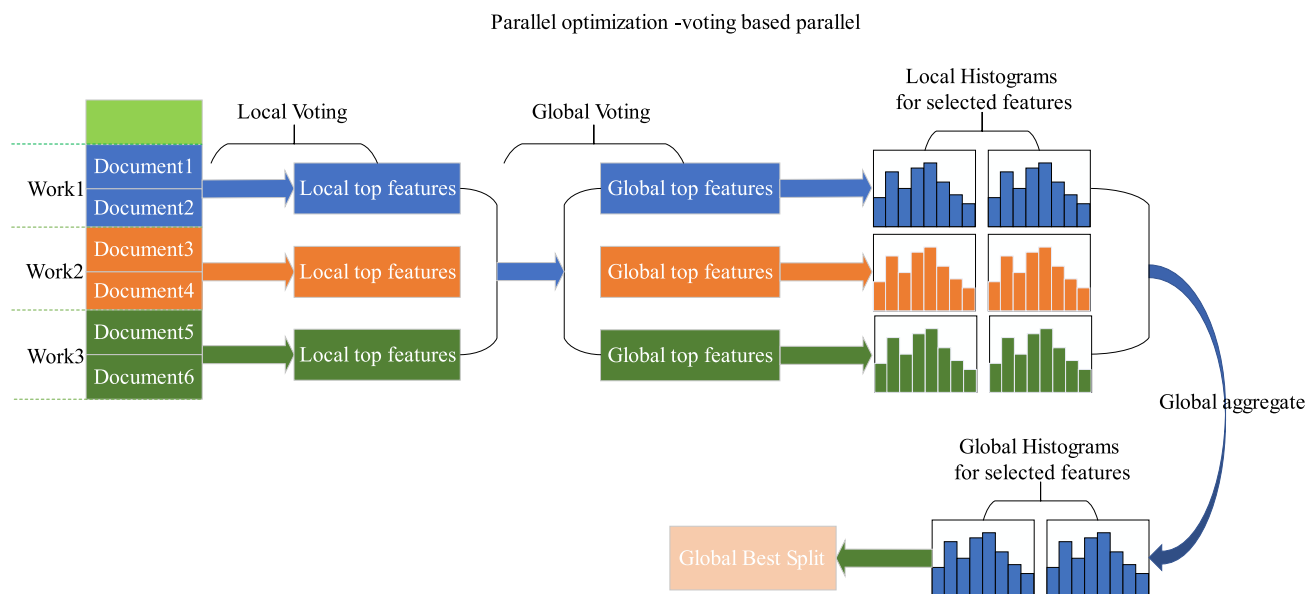 Parallel optimization -voting based parallel
Local Voting
Global Voting
Local Histograms
for selected features
Work1
Document1
Document2
Local top features
Global top features
Work2
Document3
Document4
Local top features
Global top features
Work3
Document5
Document6
Local top features
Global top features
Global aggregate
Global Histograms
for selected features
Global Best Split